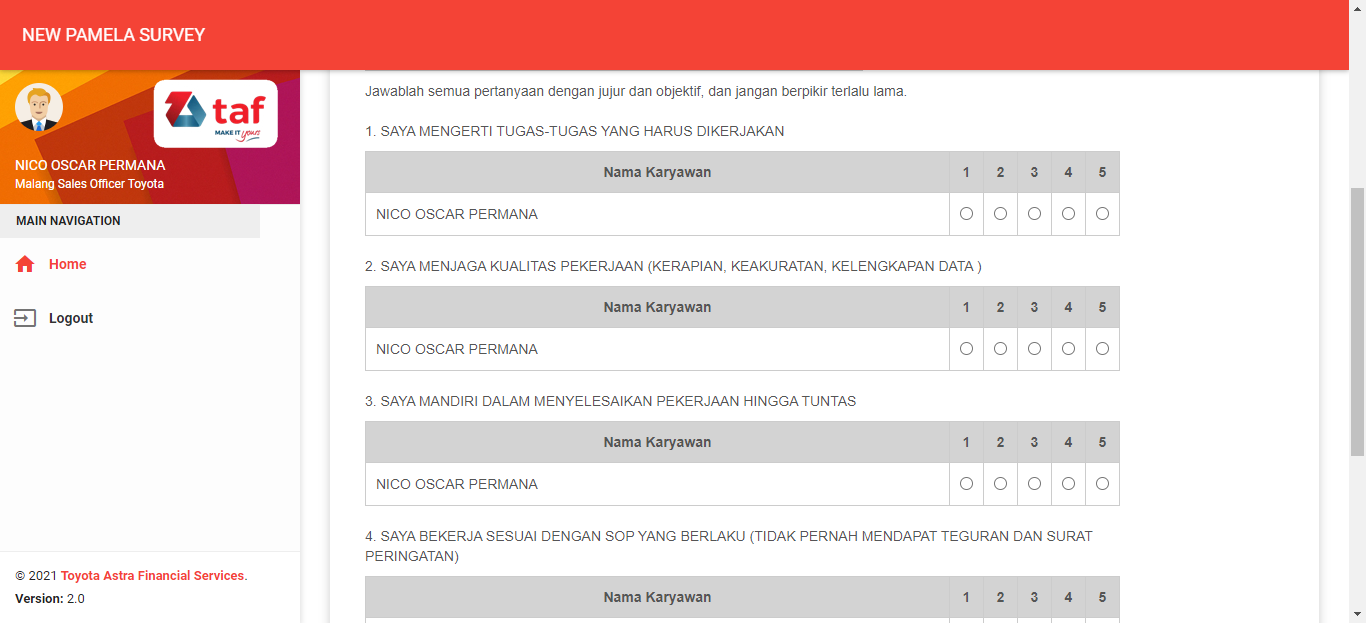 NEW PAMELA SURVEY
taf
MAKE IT yours
NICO OSCAR PERMANA
Malang Sales Officer Toyota
MAIN NAVIGATION
Home
Logout
© 2021 Toyota Astra Financial Services.
Version: 2.0
Jawablah semua pertanyaan dengan jujur dan objektif, dan jangan berpikir terlalu lama.
1. SAYA MENGERTI TUGAS-TUGAS YANG HARUS DIKERJAKAN
Nama Karyawan 1 2 3 4 5
NICO OSCAR PERMANA
2. SAYA MENJAGA KUALITAS PEKERJAAN (KERAPIAN, KEAKURATAN, KELENGKAPAN DATA )
Nama Karyawan 1 2 3 4 5
NICO OSCAR PERMANA
3. SAYA MANDIRI DALAM MENYELESAIKAN PEKERJAAN HINGGA TUNTAS
Nama Karyawan 1 2 3 4 5
NICO OSCAR PERMANA
4. SAYA BEKERJA SESUAI DENGAN SOP YANG BERLAKU (TIDAK PERNAH MENDAPAT TEGURAN DAN SURAT
PERINGATAN)
Nama Karyawan 1 2 3 4 5